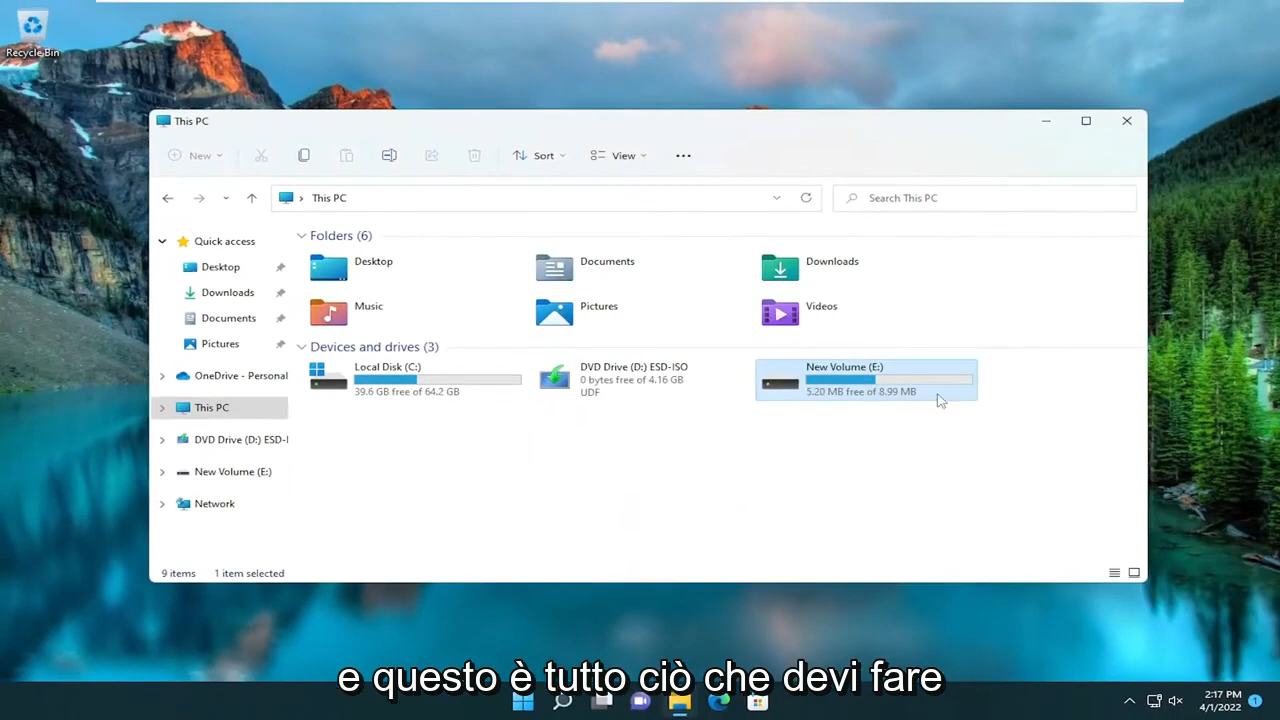 Recycle Bin
This PC
New
Sort
View
This PC
Search This PC
Quick access
Desktop
Downloads
Documents
Pictures
OneDrive - Personal
This PC
DVD Drive (D:) ESD-I
New Volume (E:)
Network
Folders (6)
Desktop
Documents
Downloads
Music
Pictures
Videos
Devices and drives (3)
Local Disk (C:)
39.6 GB free of 64.2 GB
DVD Drive (D:) ESD-ISO
0 bytes free of 4.16 GB
UDF
New Volume (E:)
5.20 MB free of 8.99 MB
9 items
1 item selected
e questo è tutto ciò che devi fare
2:17 PM
4/1/2022
1